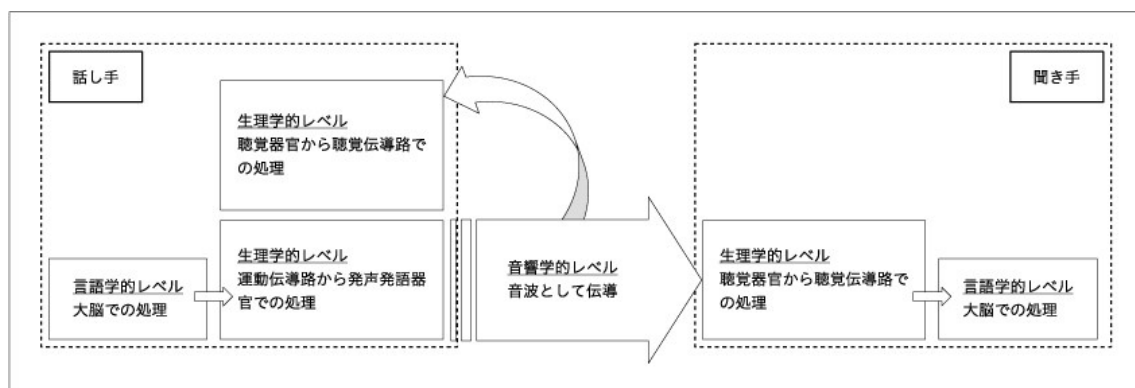 話し手
聞き手
生理学的レベル
聴覚器官から聴覚伝導路で
の処理
言語学的レベル
大脳での処理
生理学的レベル
運動伝導路から発声発語器
官での処理
音響学的レベル
音波として伝導
生理学的レベル
聴覚器官から聴覚伝導路で
の処理
言語学的レベル
大脳での処理